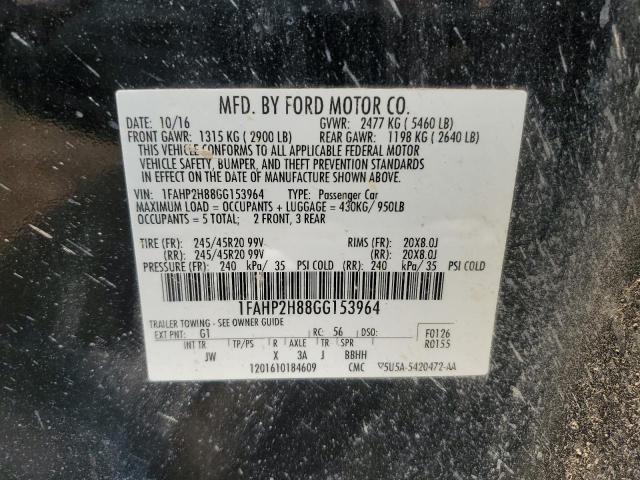 MFD. BY FORD MOTOR CO.
DATE: 10/16 GVWR: 2477 KG ( 5460 LB)
FRONT GAWR: 1315 KG ( 2900 LB) REAR GAWR: 1198 KG ( 2640 LB)
THIS VEHICLE CONFORMS TO ALL APPLICABLE FEDERAL MOTOR
VEHICLE SAFETY, BUMPER, AND THEFT PREVENTION STANDARDS
IN EFFECT ON THE DATE OF MANUFACTURE SHOWN ABOVE.
VIN: 1FAHP2H88GG153964 TYPE: Passenger Car
MAXIMUM LOAD = OCCUPANTS + LUGGAGE = 430KG/ 950LB
OCCUPANTS = 5 TOTAL; 2 FRONT, 3 REAR
TIRE (FR): 245/45R20 99V RIMS (FR): 20X8.0J
(RR): 245/45R20 99V (RR): 20X8.0J
PRESSURE (FR): 240 kPa/ 35 PSI COLD (RR): 240 kPa/ 35 PSI COLD
1FAHP2H88GG153964
TRAILER TOWING - SEE OWNER GUIDE
EXT PNT: G1 RC: 56 DSO: F0126
INT TR TP/PS R AXLE TR SPR R0155
JW X 3A J BBHH
1201610184609 CMC ▽5U5A-5420472-AA